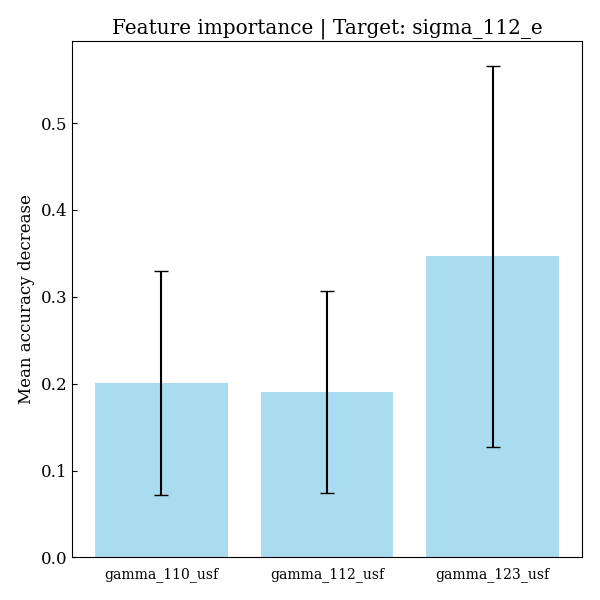 Feature importance | Target: sigma_112_e
Mean accuracy decrease
0.5
0.4
0.3
0.2
0.1
0.0
gamma_110_usf
gamma_112_usf
gamma_123_usf